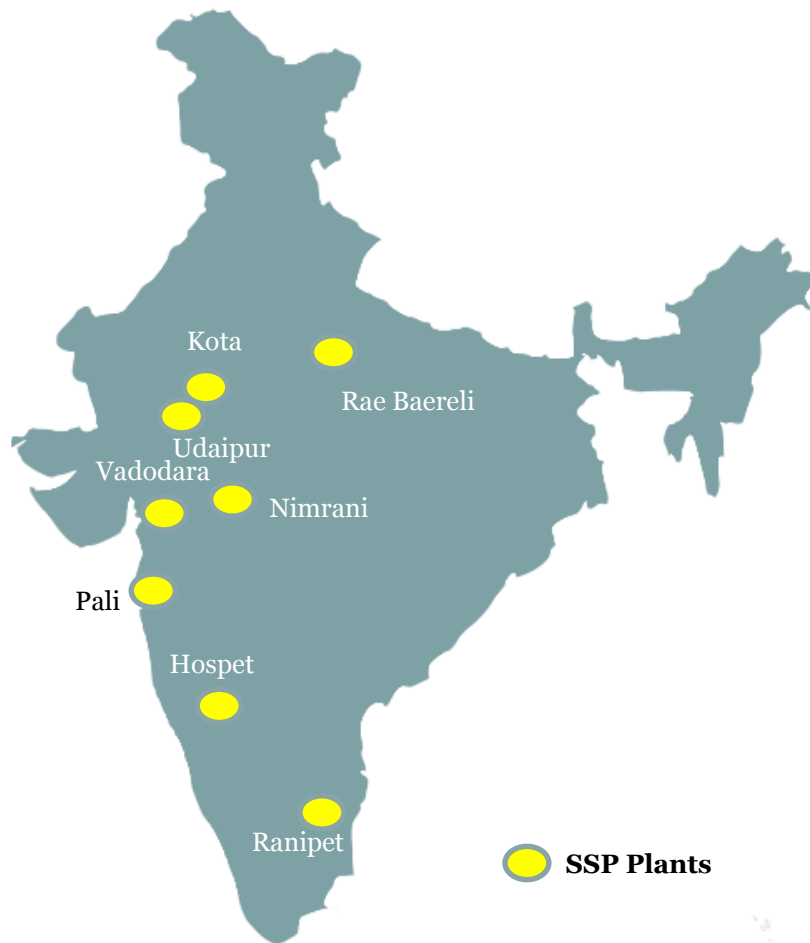 Kota
Rae Baereli
Udaipur
Vadodara
Nimrani
Pali
Hospet
Ranipet
SSP Plants